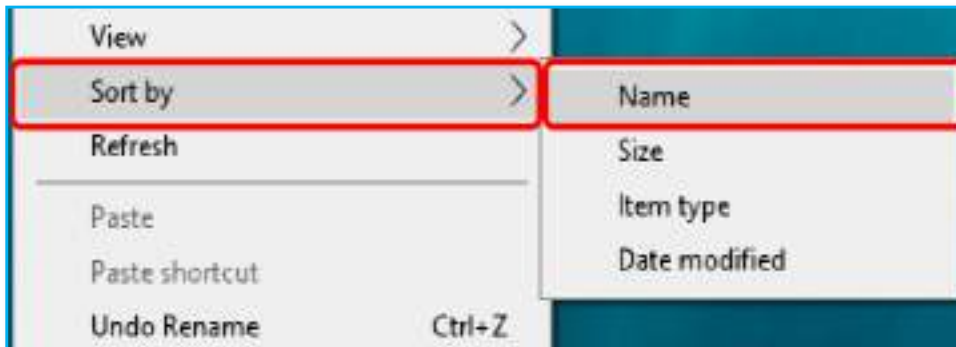 View
Sort by
Refresh
Paste
Paste shortcut
Undo Rename Ctrl+Z
Name
Size
Item type
Date modified